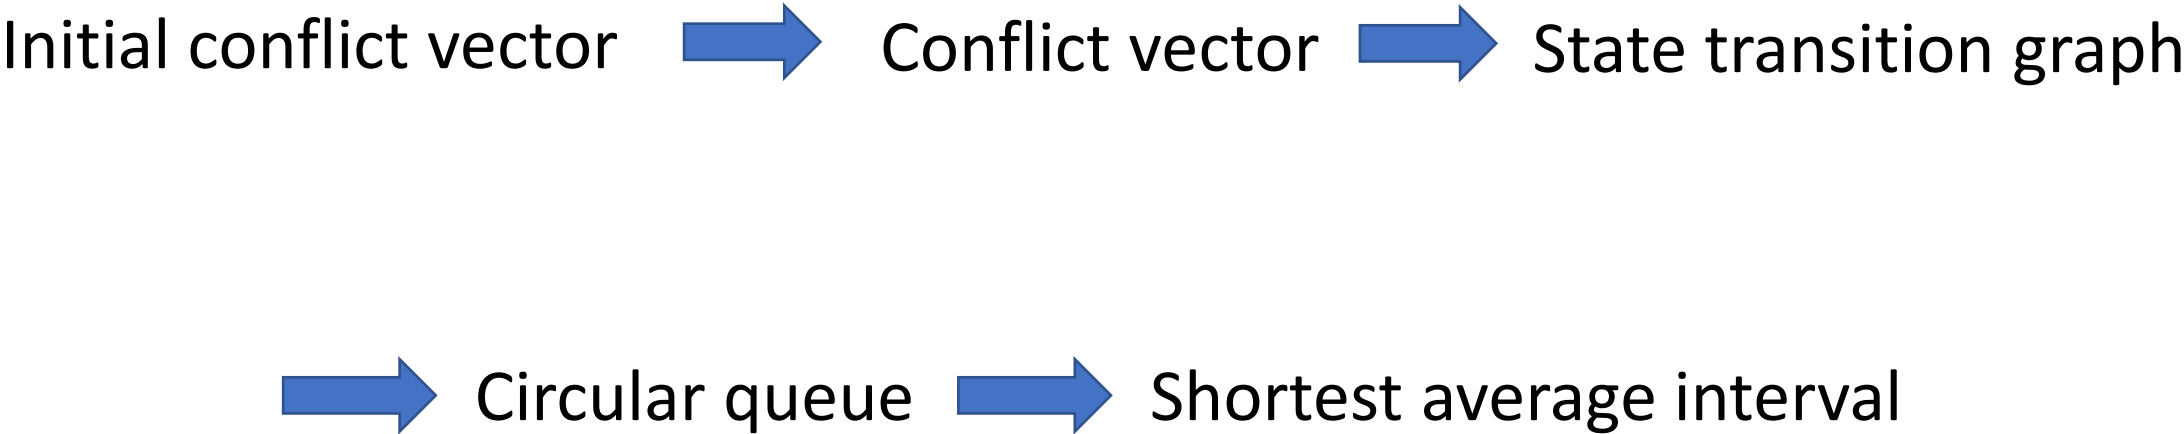 Initial conflict vector Conflict vector State transition graph
Circular queue Shortest average interval